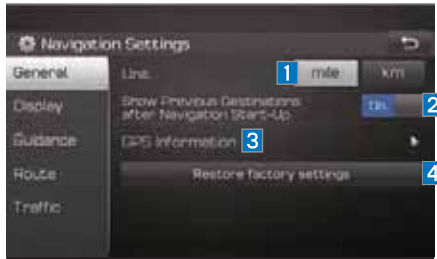 Navigation Settings
General
Unit
1
mile
km
Display
Show Previous Destinations
after Navigation Start-Up
On
2
Guidance
GPS Information
3
Route
Restore factory settings
4
Traffic